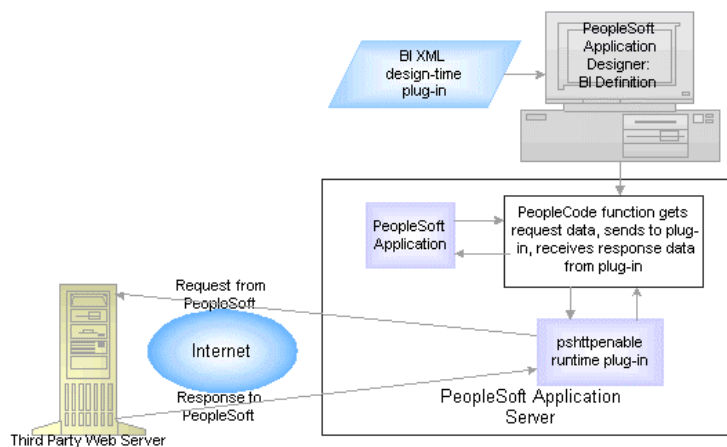 BI XML
design-time
plug-in
PeopleSoft
Application
Designer:
BI Definition
PeopleSoft
Application
PeopleCode function gets
request data, sends to plug-
in, receives response data
from plug-in
Request from
PeoploSoft
Internet
Response to
PeopleSoft
pshttpenable
runtime plug-in
PeopleSoft Application
Server
Third Party Web Server